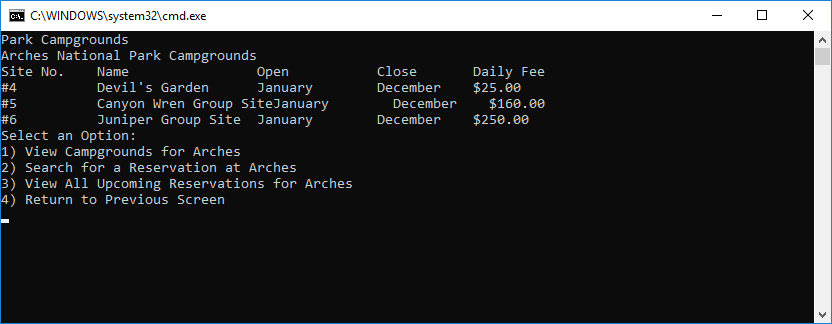 C:\WINDOWS\system32\cmd.exe
Park Campgrounds
Arches National Park Campgrounds
Site No.    Name                Open           Close       Daily Fee
#4          Devil's Garden      January        December    $25.00
#5          Canyon Wren Group SiteJanuary        December    $160.00
#6          Juniper Group Site  January        December    $250.00
Select an Option:
1) View Campgrounds for Arches
2) Search for a Reservation at Arches
3) View All Upcoming Reservations for Arches
4) Return to Previous Screen